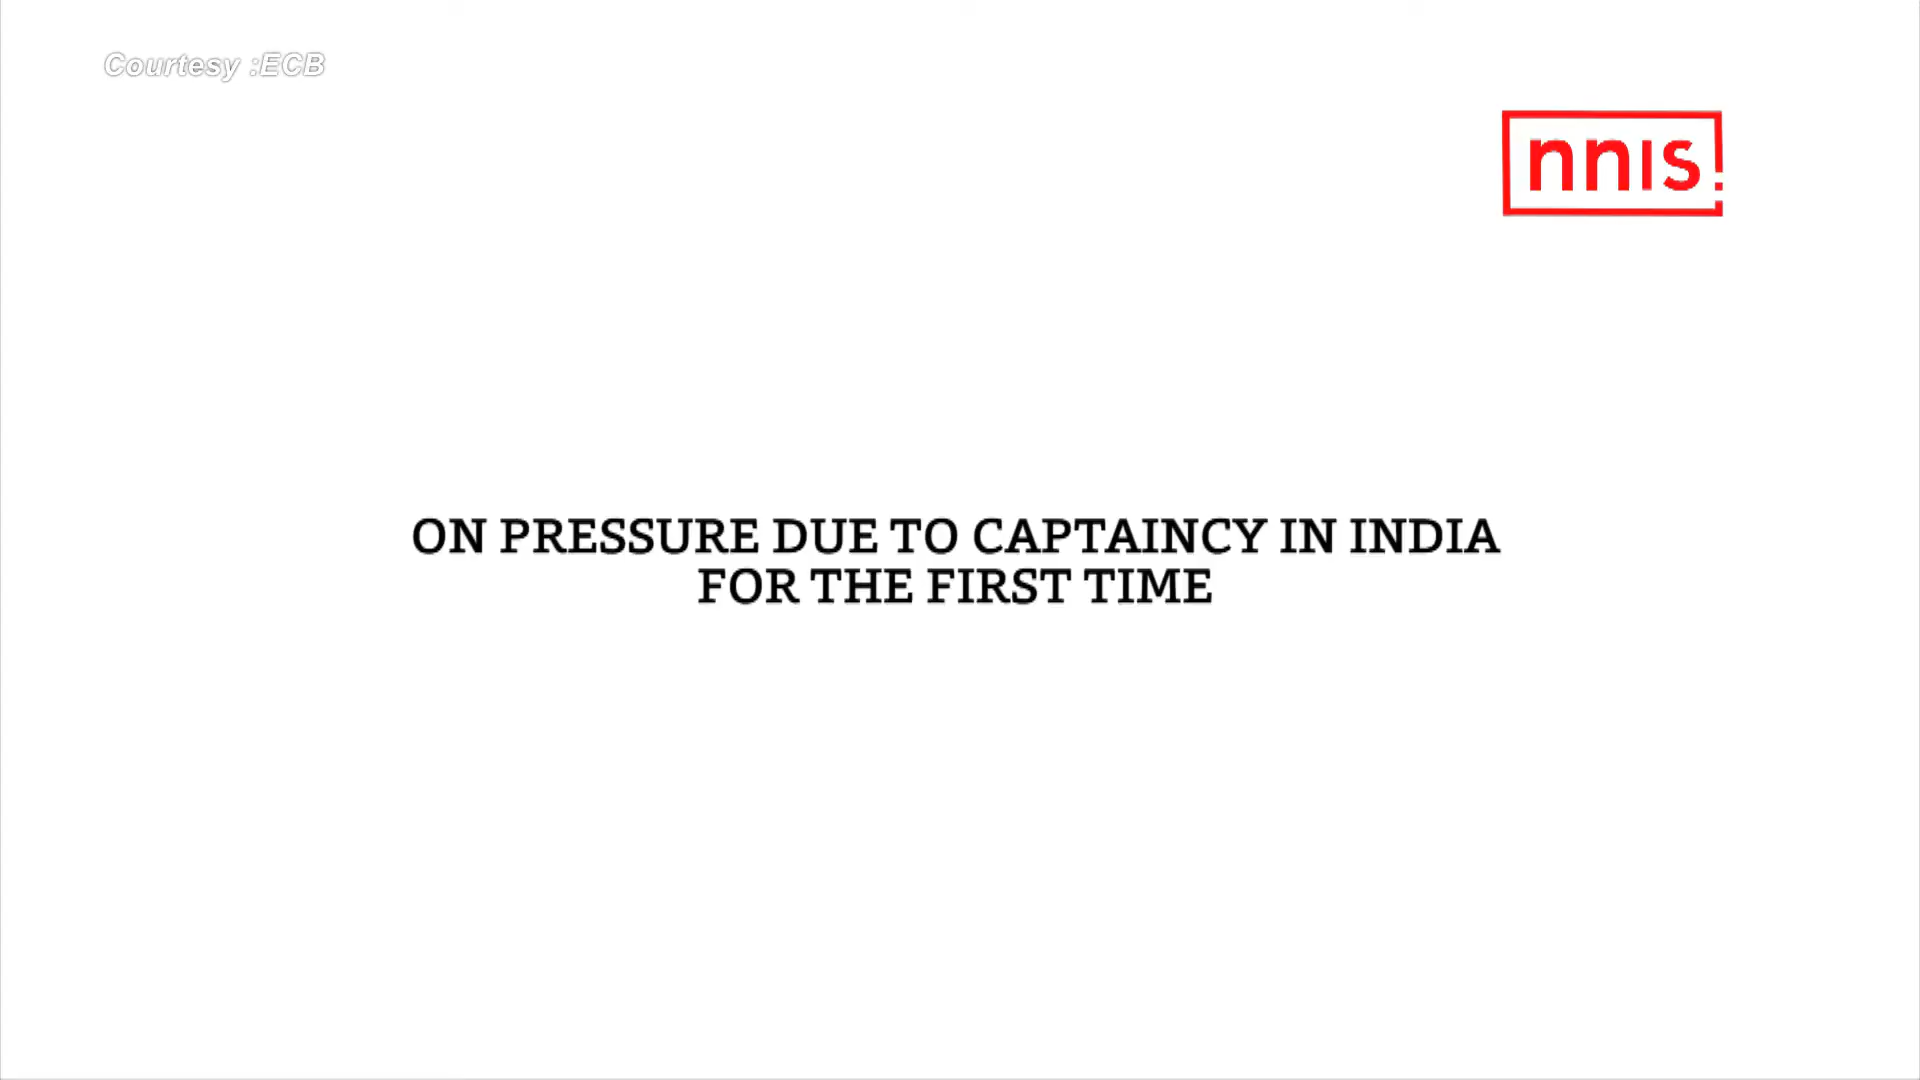 Courtesy :ECB
nnis
ON PRESSURE DUE TO CAPTAINCY IN INDIA
FOR THE FIRST TIME